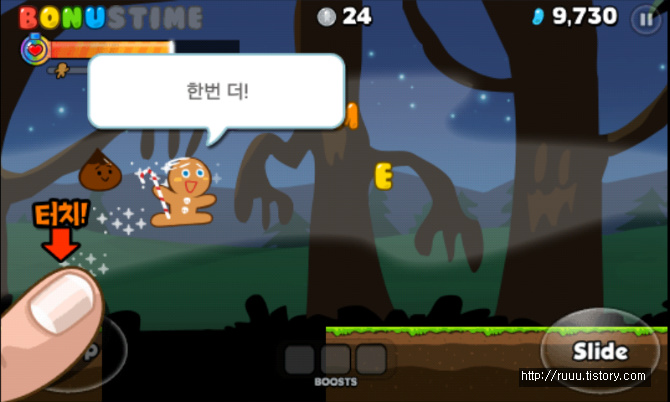 BONUSTIME
24
9,730
한번 더!
M
E
터치!
p
Slide
BOOSTS
http://ruuu.tistory.com